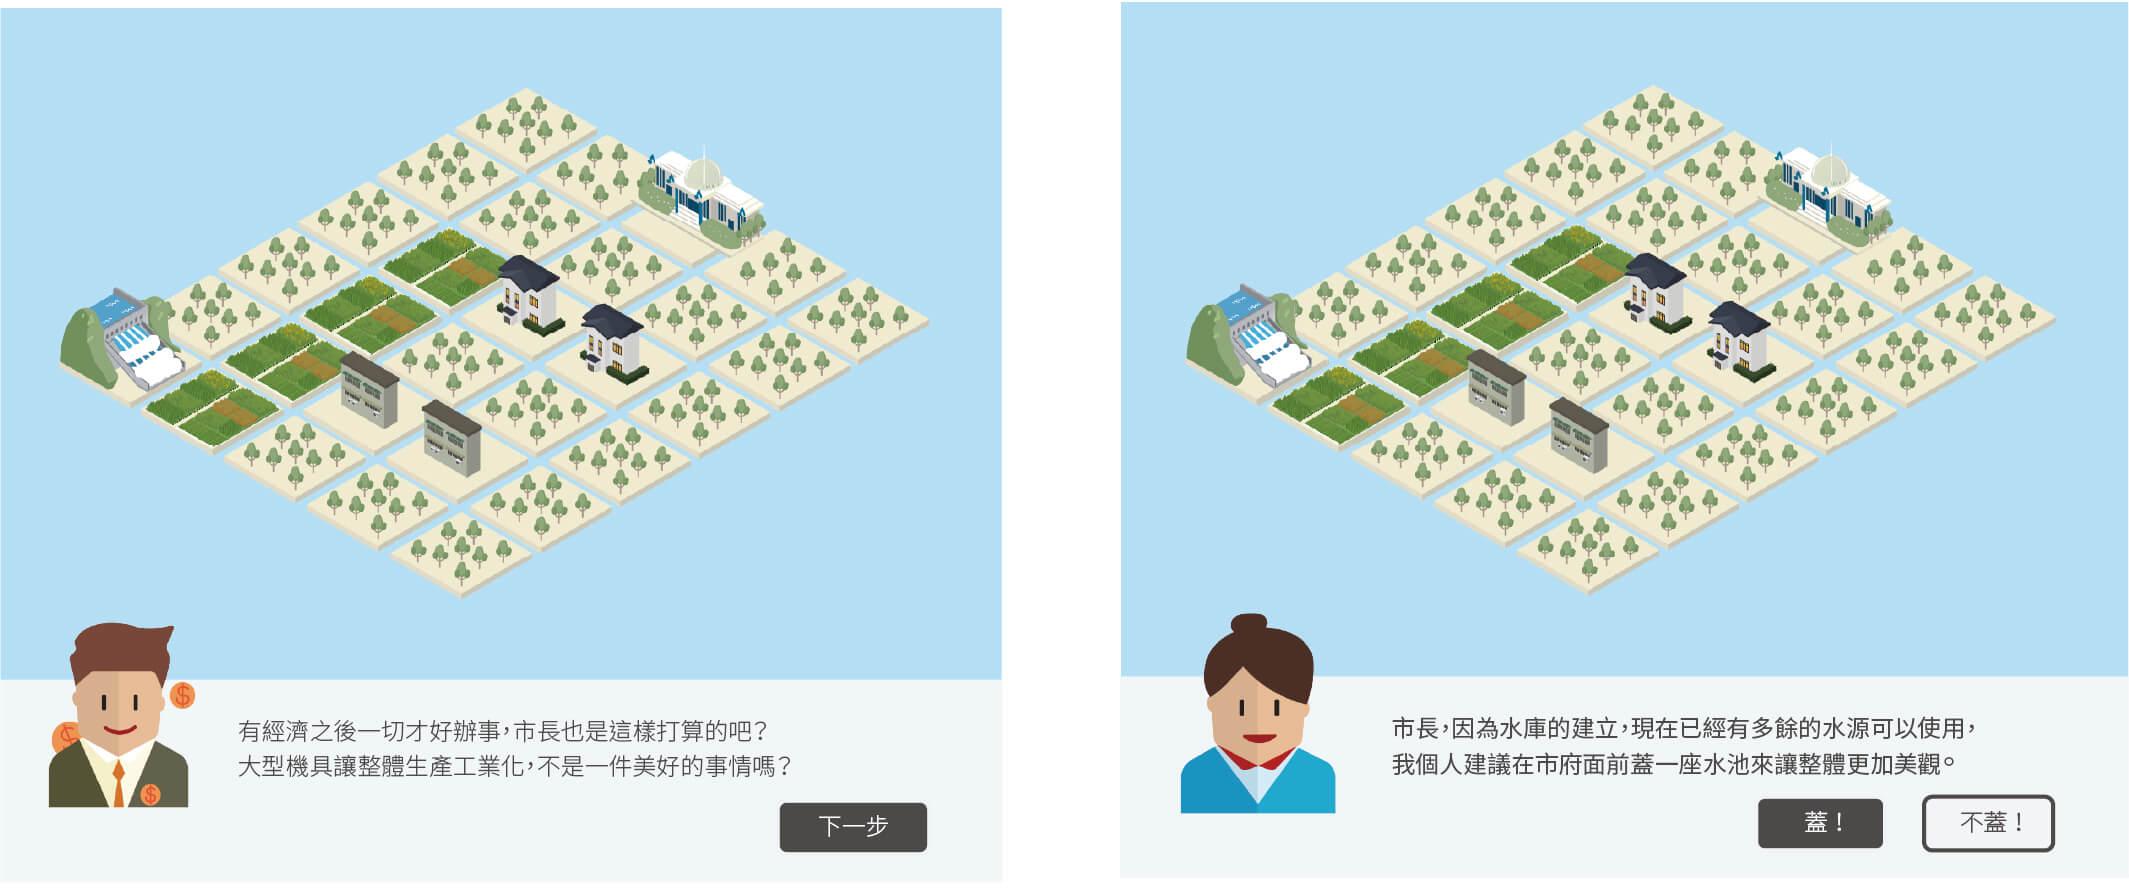 有經濟之後一切才好辦事，市長也是這樣打算的吧？
大型機具讓整體生產工業化，不是一件美好的事情嗎？
下一步
市長，因為水庫的建立，現在已經有多餘的水源可以使用，
我個人建議在市府面前蓋一座水池來讓整體更加美觀。
蓋！
不蓋！